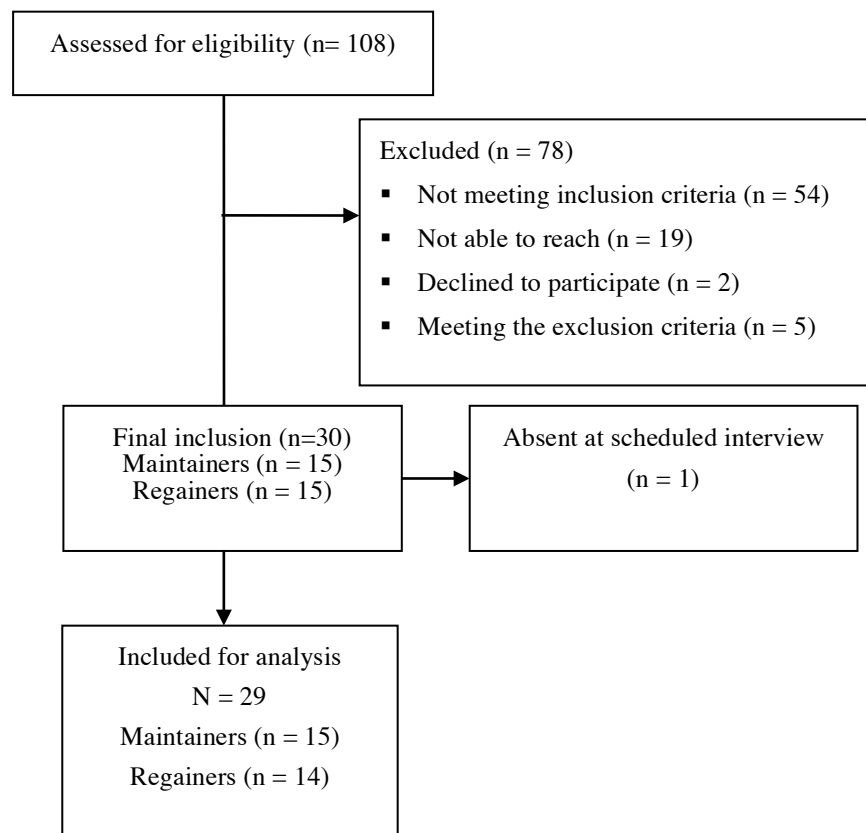 Assessed for eligibility (n= 108)
Excluded (n = 78)
▪ Not meeting inclusion criteria (n = 54)
▪ Not able to reach (n = 19)
▪ Declined to participate (n = 2)
▪ Meeting the exclusion criteria (n = 5)
Final inclusion (n=30)
Maintainers (n = 15)
Regainers (n = 15)
Absent at scheduled interview
(n = 1)
Included for analysis
N = 29
Maintainers (n = 15)
Regainers (n = 14)